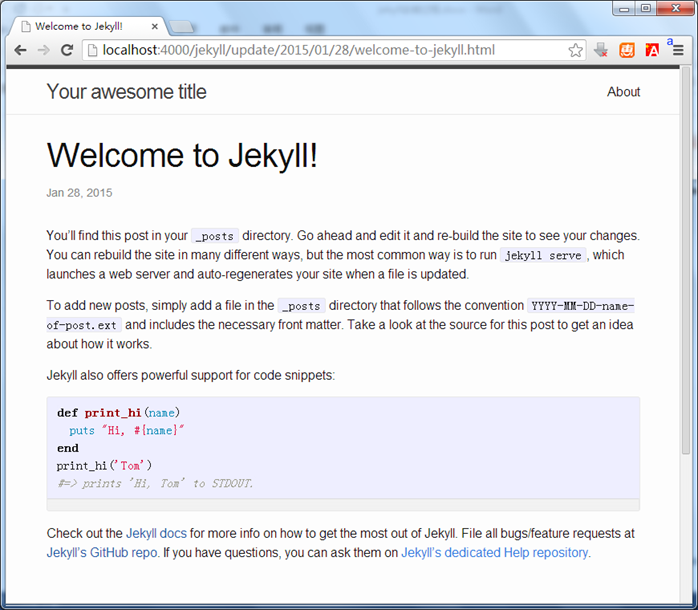 Welcome to Jekyll!
localhost:4000/jekyll/update/2015/01/28/welcome-to-jekyll.html
Your awesome title
About
Welcome to Jekyll!
Jan 28, 2015
You'll find this post in your _posts directory. Go ahead and edit it and re-build the site to see your changes.
You can rebuild the site in many different ways, but the most common way is to run jekyll serve, which
launches a web server and auto-regenerates your site when a file is updated.
To add new posts, simply add a file in the _posts directory that follows the convention YYYY-MM-DD-name-
of-post.ext and includes the necessary front matter. Take a look at the source for this post to get an idea
about how it works.
Jekyll also offers powerful support for code snippets:
def print_hi(name)
  puts "Hi, #{name}"
end
print_hi('Tom')
#=> prints 'Hi, Tom' to STDOUT.
Check out the Jekyll docs for more info on how to get the most out of Jekyll. File all bugs/feature requests at
Jekyll's GitHub repo. If you have questions, you can ask them on Jekyll's dedicated Help repository.